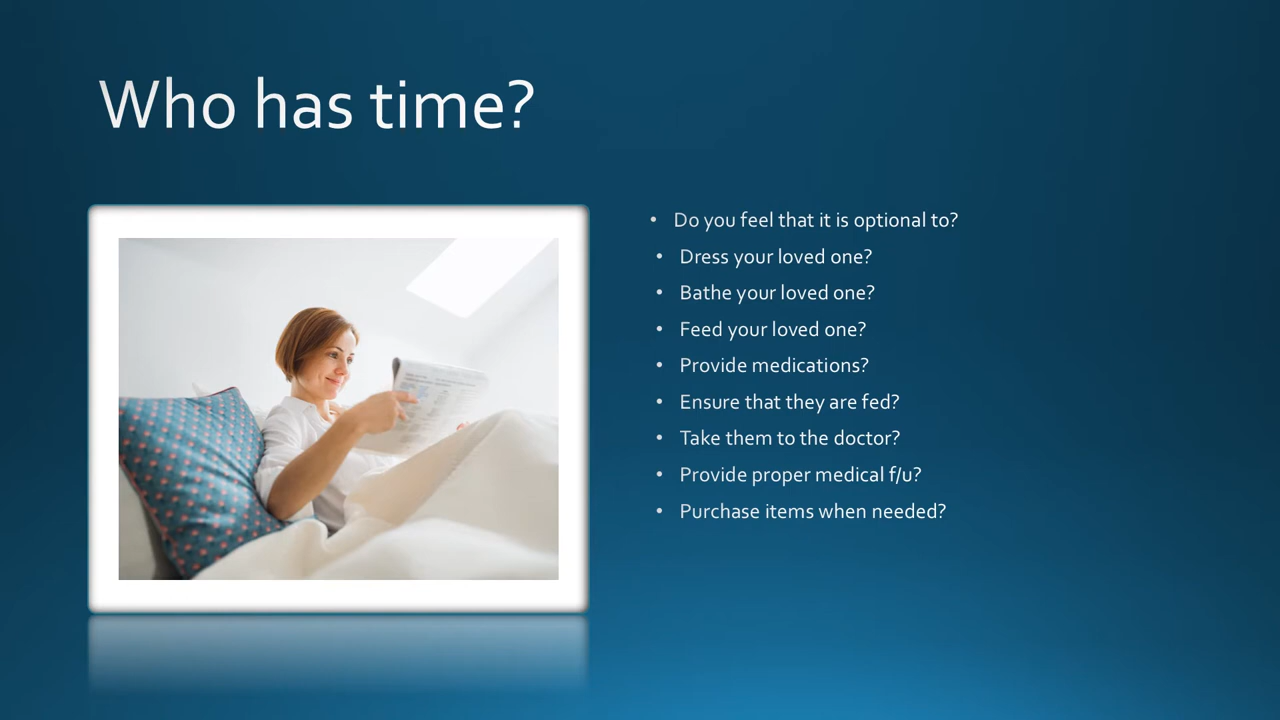 Who has time?
• Do you feel that it is optional to?
• Dress your loved one?
• Bathe your loved one?
• Feed your loved one?
• Provide medications?
• Ensure that they are fed?
• Take them to the doctor?
• Provide proper medical f/u?
• Purchase items when needed?